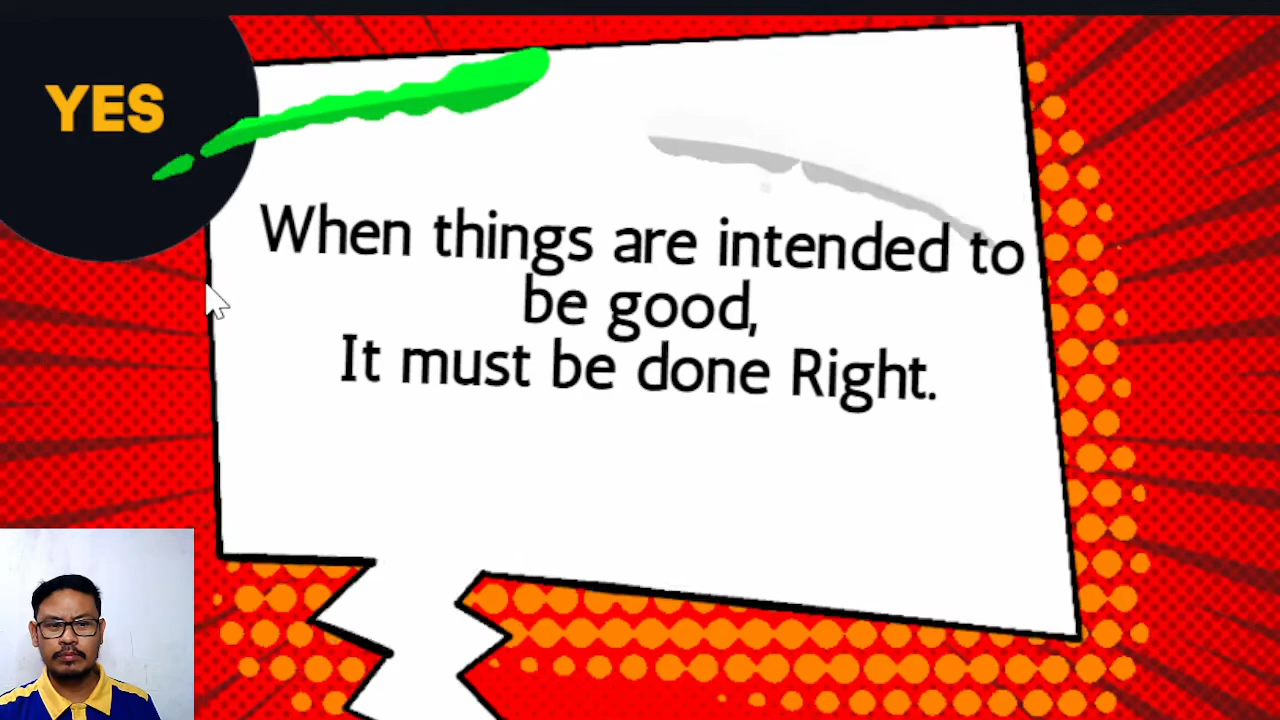 YES
When things are intended to
be good,
It must be done Right.